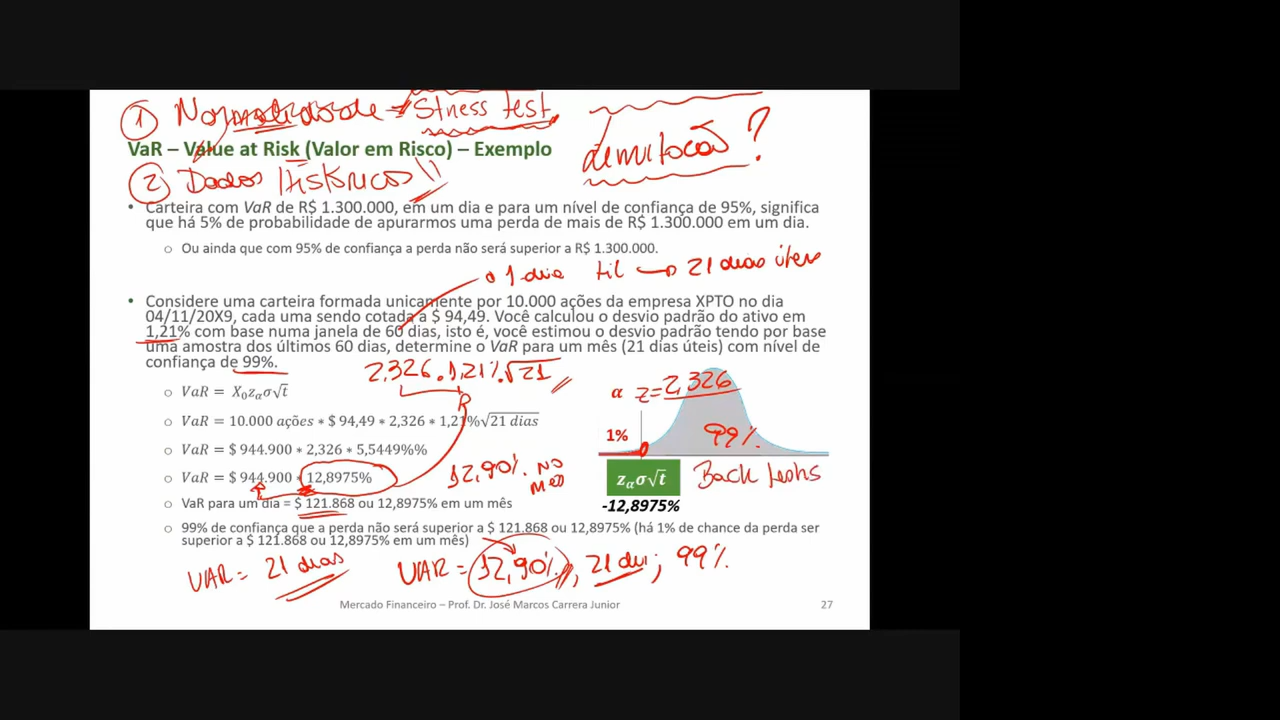 ① Normalidade → Stress test
Limitação?
VaR – Value at Risk (Valor em Risco) – Exemplo
② Dados Históricos
• Carteira com VaR de R$ 1.300.000, em um dia e para um nível de confiança de 95%, significa
que há 5% de probabilidade de apurarmos uma perda de mais de R$ 1.300.000 em um dia.
○ Ou ainda que com 95% de confiança a perda não será superior a R$ 1.300.000.
1 dia útil → 21 dias úteis
• Considere uma carteira formada unicamente por 10.000 ações da empresa XPTO no dia
04/11/20X9, cada uma sendo cotada a $ 94,49. Você calculou o desvio padrão do ativo em
1,21% com base numa janela de 60 dias, isto é, você estimou o desvio padrão tendo por base
uma amostra dos últimos 60 dias, determine o VaR para um mês (21 dias úteis) com nível de
confiança de 99%.
2,326 . 1,21% √21
○ VaR = X₀zασ√t
α z=2,326
○ VaR = 10.000 ações * $ 94,49 * 2,326 * 1,21%√21 dias
1% 99%
○ VaR = $ 944.900 * 2,326 * 5,5449%%
○ VaR = $ 944.900 * 12,8975%
12,90% no mês
zασ√t
-12,8975%
○ VaR para um dia = $ 121.868 ou 12,8975% em um mês
○ 99% de confiança que a perda não será superior a $ 121.868 ou 12,8975% (há 1% de chance da perda ser
superior a $ 121.868 ou 12,8975% em um mês)
VAR = 21 dias VAR = 12,90%, 21 du; 99%
Mercado Financeiro – Prof. Dr. José Marcos Carrera Junior 27